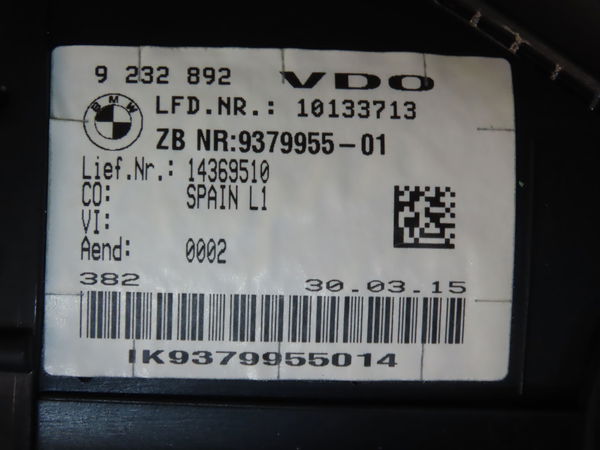 9 232 892 VDO
BMW
LFD.NR.: 10133713
ZB NR:9379955-01
Lief.Nr.: 14369510
CO: SPAIN L1
VI:
Aend: 0002
382 30.03.15
IK9379955014